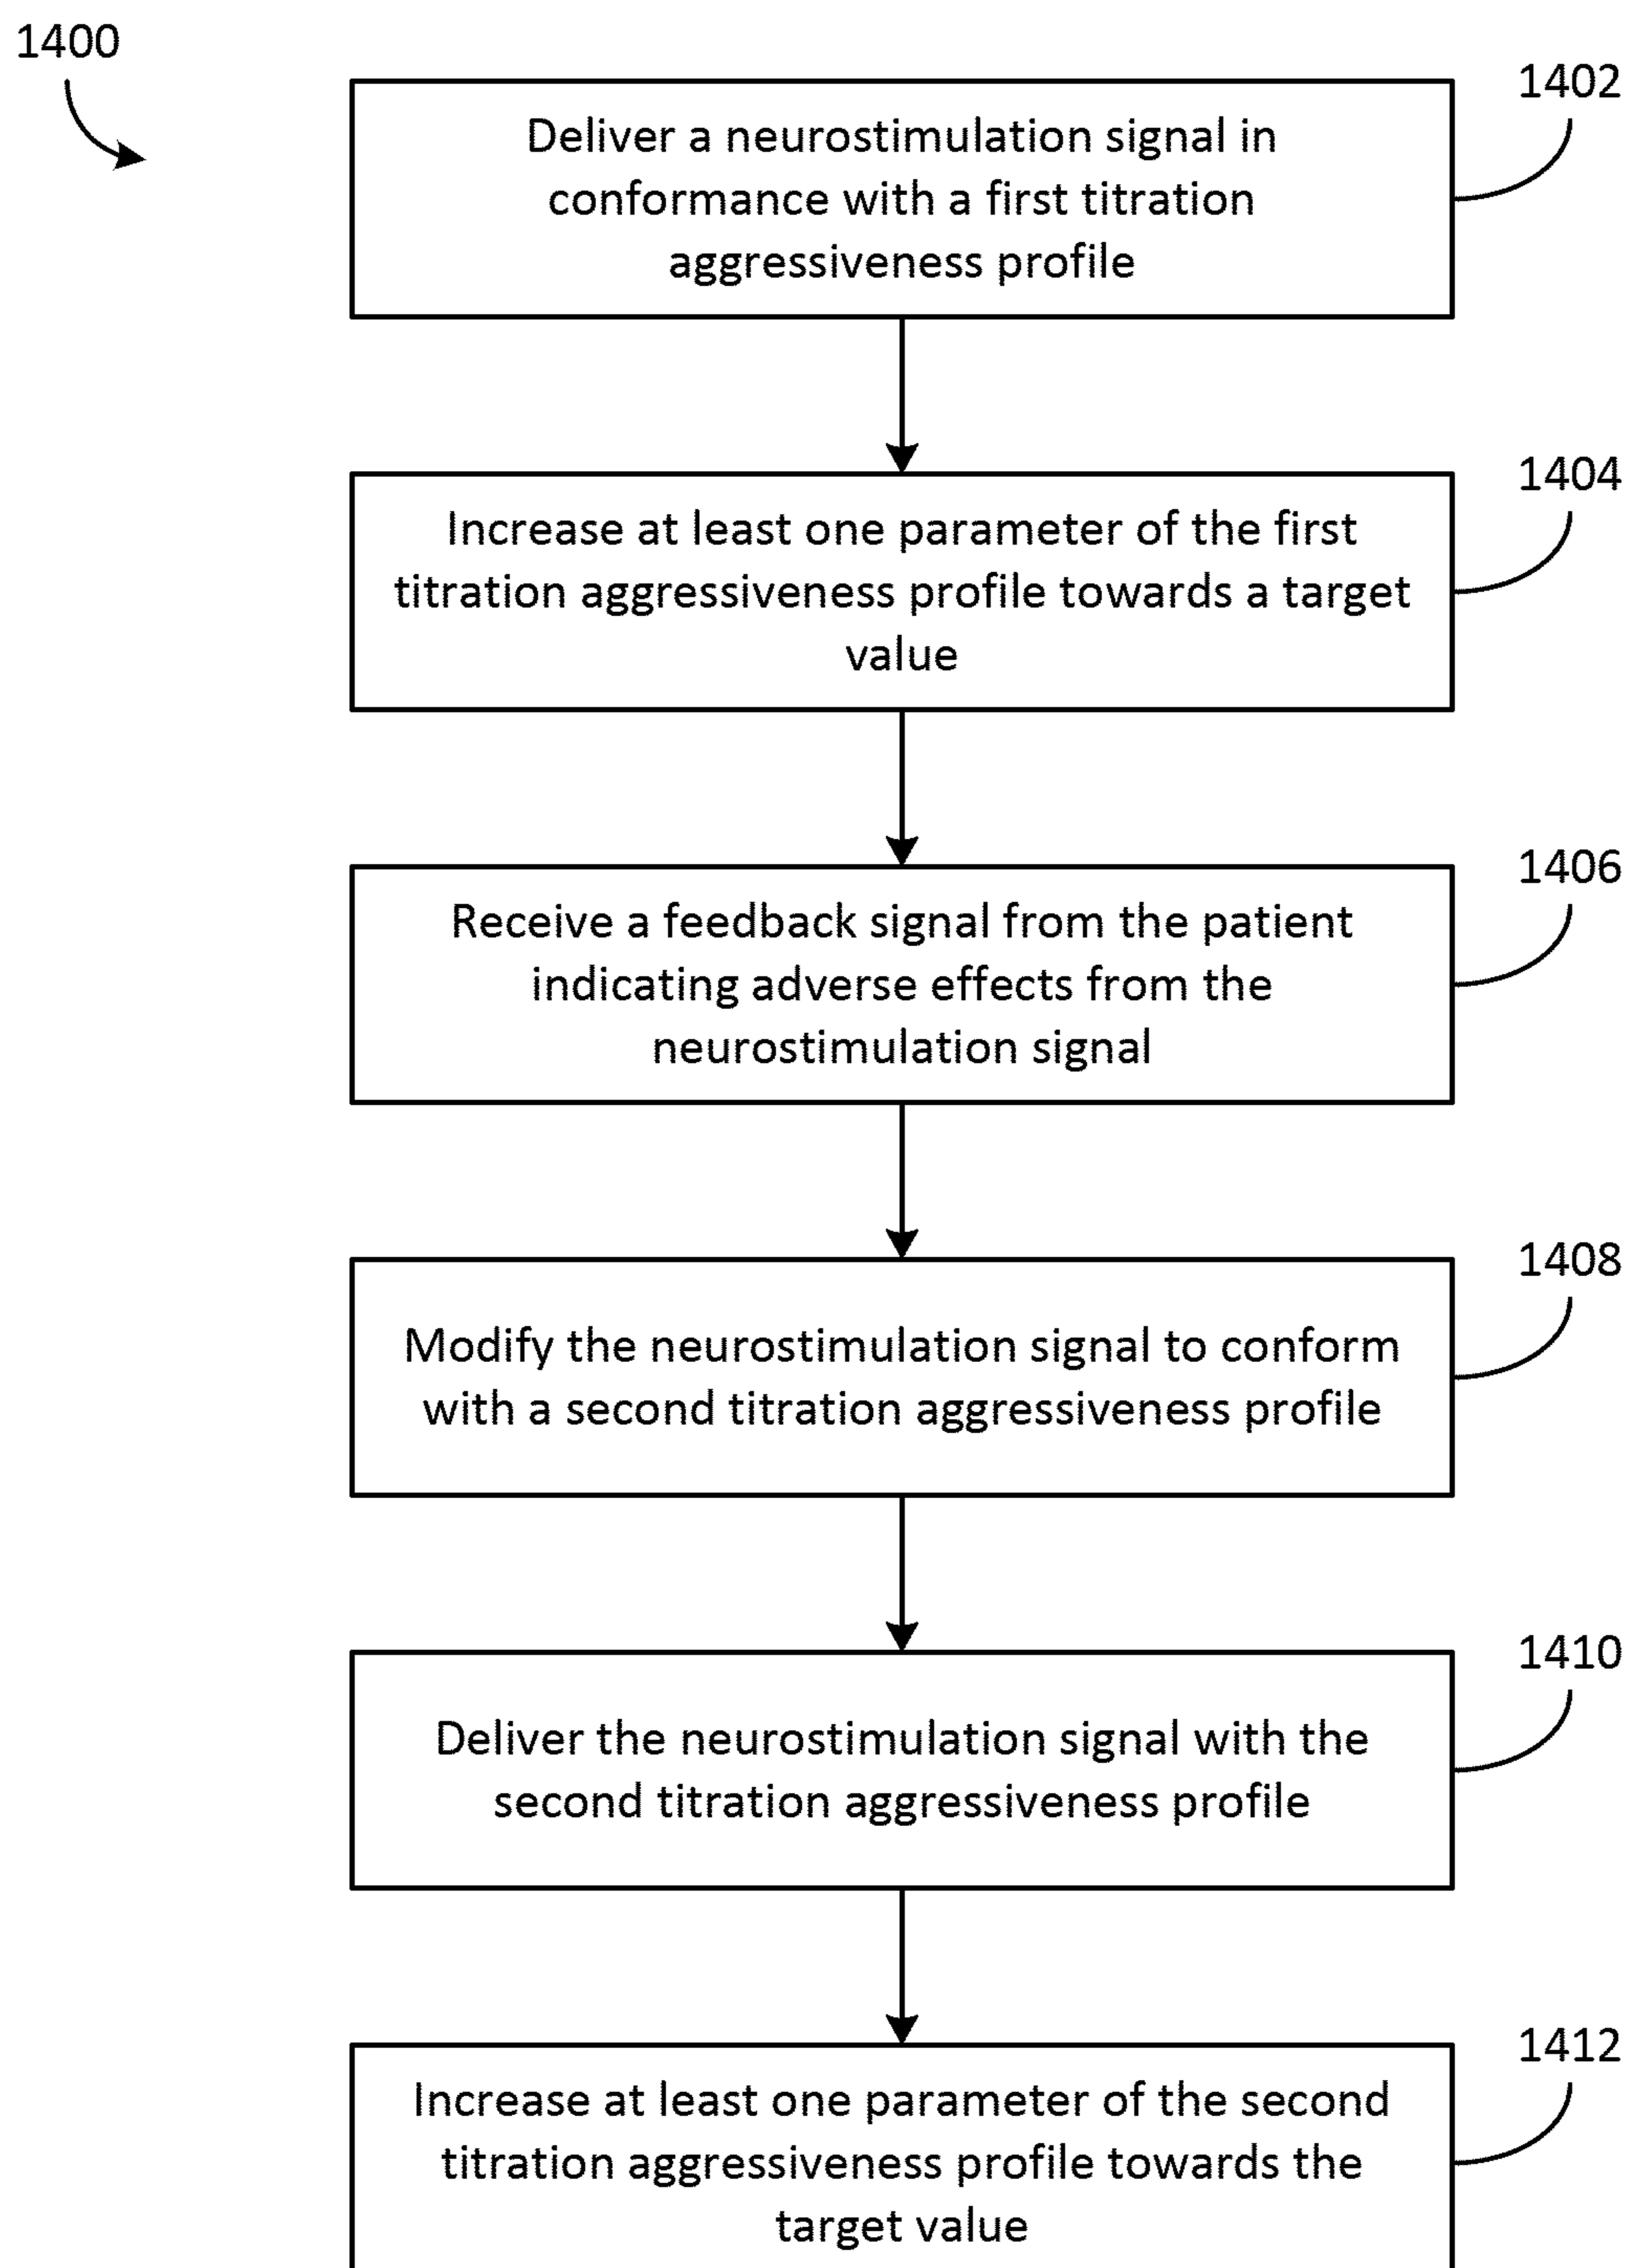 1400
1402
Deliver a neurostimulation signal in
conformance with a first titration
aggressiveness profile
1404
Increase at least one parameter of the first
titration aggressiveness profile towards a target
value
1406
Receive a feedback signal from the patient
indicating adverse effects from the
neurostimulation signal
1408
Modify the neurostimulation signal to conform
with a second titration aggressiveness profile
1410
Deliver the neurostimulation signal with the
second titration aggressiveness profile
1412
Increase at least one parameter of the second
titration aggressiveness profile towards the
target value